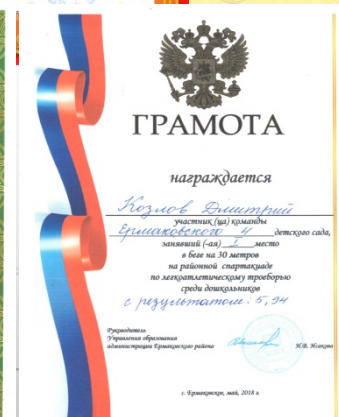 ГРАМОТА
награждается
Козлов Дмитрий
участник (ца) команды
Ермаковского 4 детского сада,
занявший (-ая) I место
в беге на 30 метров
на районной спартакиаде
по легкоатлетическому троеборью
среди дошкольников
с результатом: 5,94
Руководитель
Управления образования
администрации Ермаковского района И.В. Исакова
с. Ермаковское, май, 2018 г.